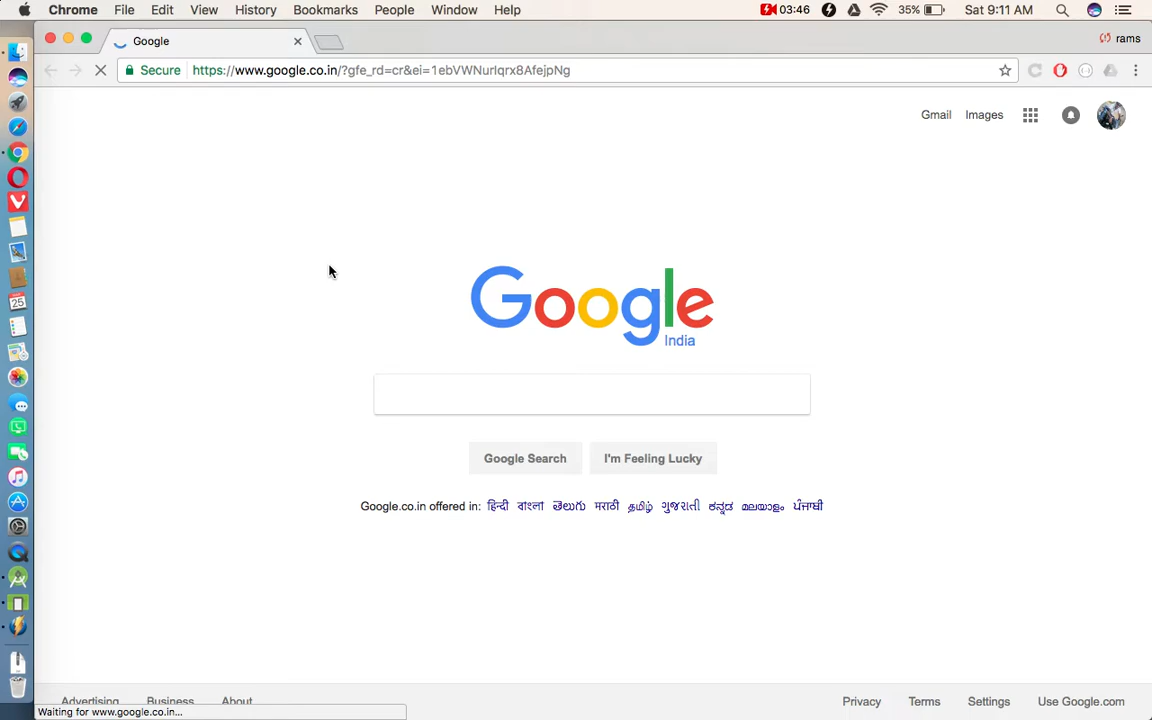 Chrome File Edit View History Bookmarks People Window Help 03:46 35% Sat 9:11 AM
Google rams
Secure https://www.google.co.in/?gfe_rd=cr&ei=1ebVWNurIqrx8AfejpNg
Gmail Images
Google
India
Google Search I'm Feeling Lucky
Google.co.in offered in: हिन्दी বাংলা తెలుగు मराठी தமிழ் ગુજરાતી ಕನ್ನಡ മലയാളം ਪੰਜਾਬੀ
25
Advertising Business About Privacy Terms Settings Use Google.com
Waiting for www.google.co.in...